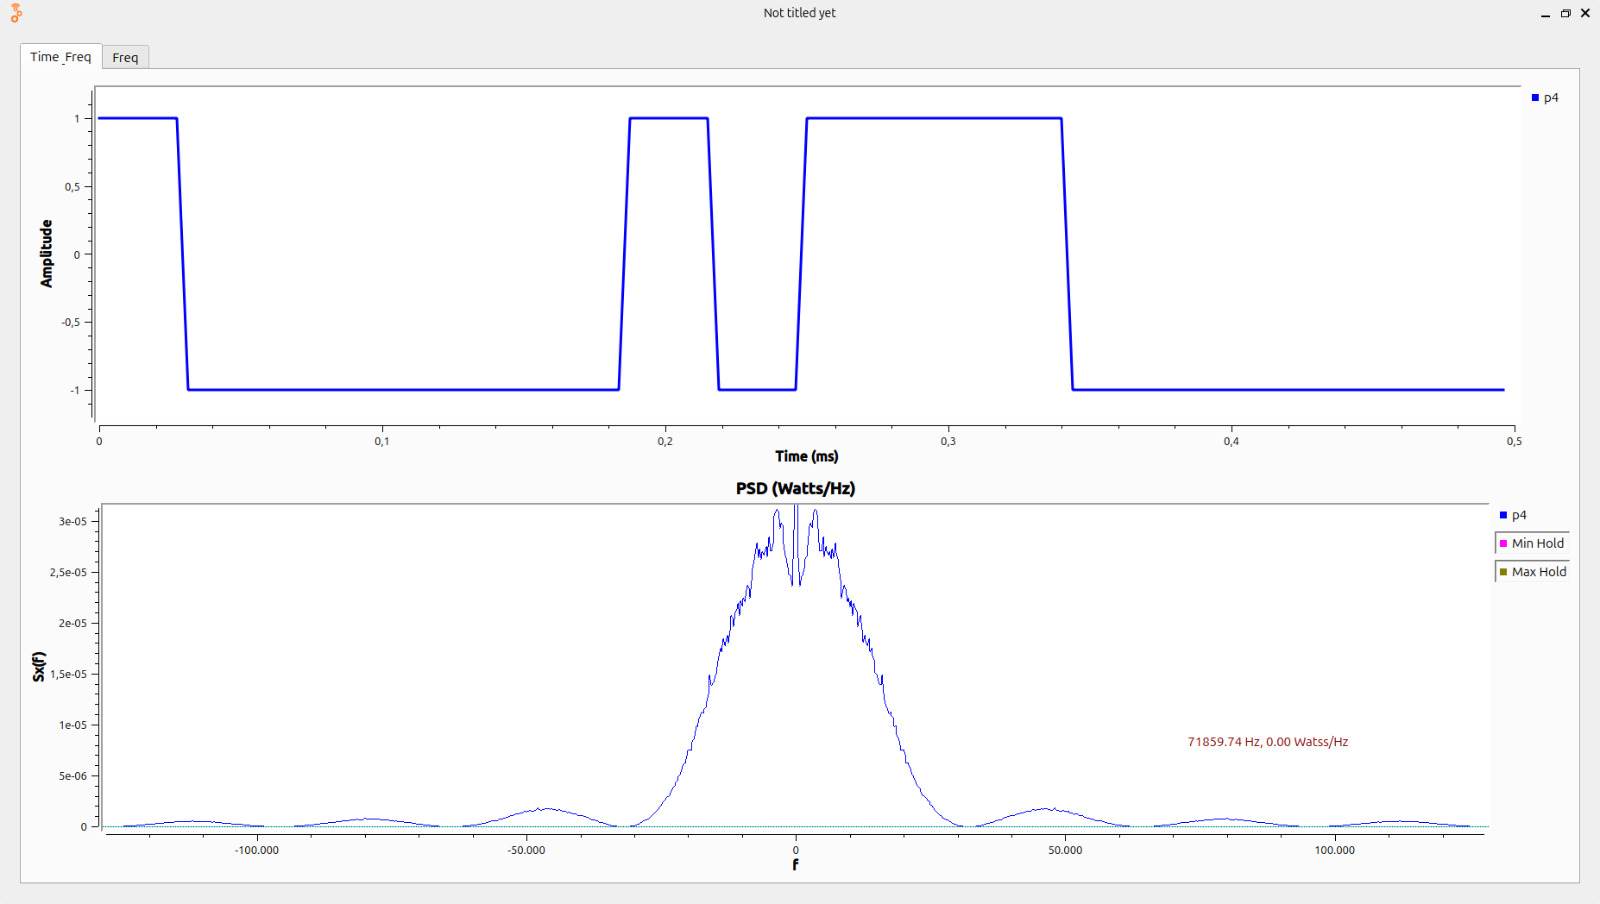 Not titled yet
Time_Freq
Freq
p4
1
0,5
0
-0,5
-1
Amplitude
0
0,1
0,2
0,3
0,4
0,5
Time (ms)
PSD (Watts/Hz)
p4
Min Hold
Max Hold
3e-05
2,5e-05
2e-05
1,5e-05
1e-05
5e-06
0
Sx(f)
71859.74 Hz, 0.00 Watss/Hz
-100.000
-50.000
0
50.000
100.000
f